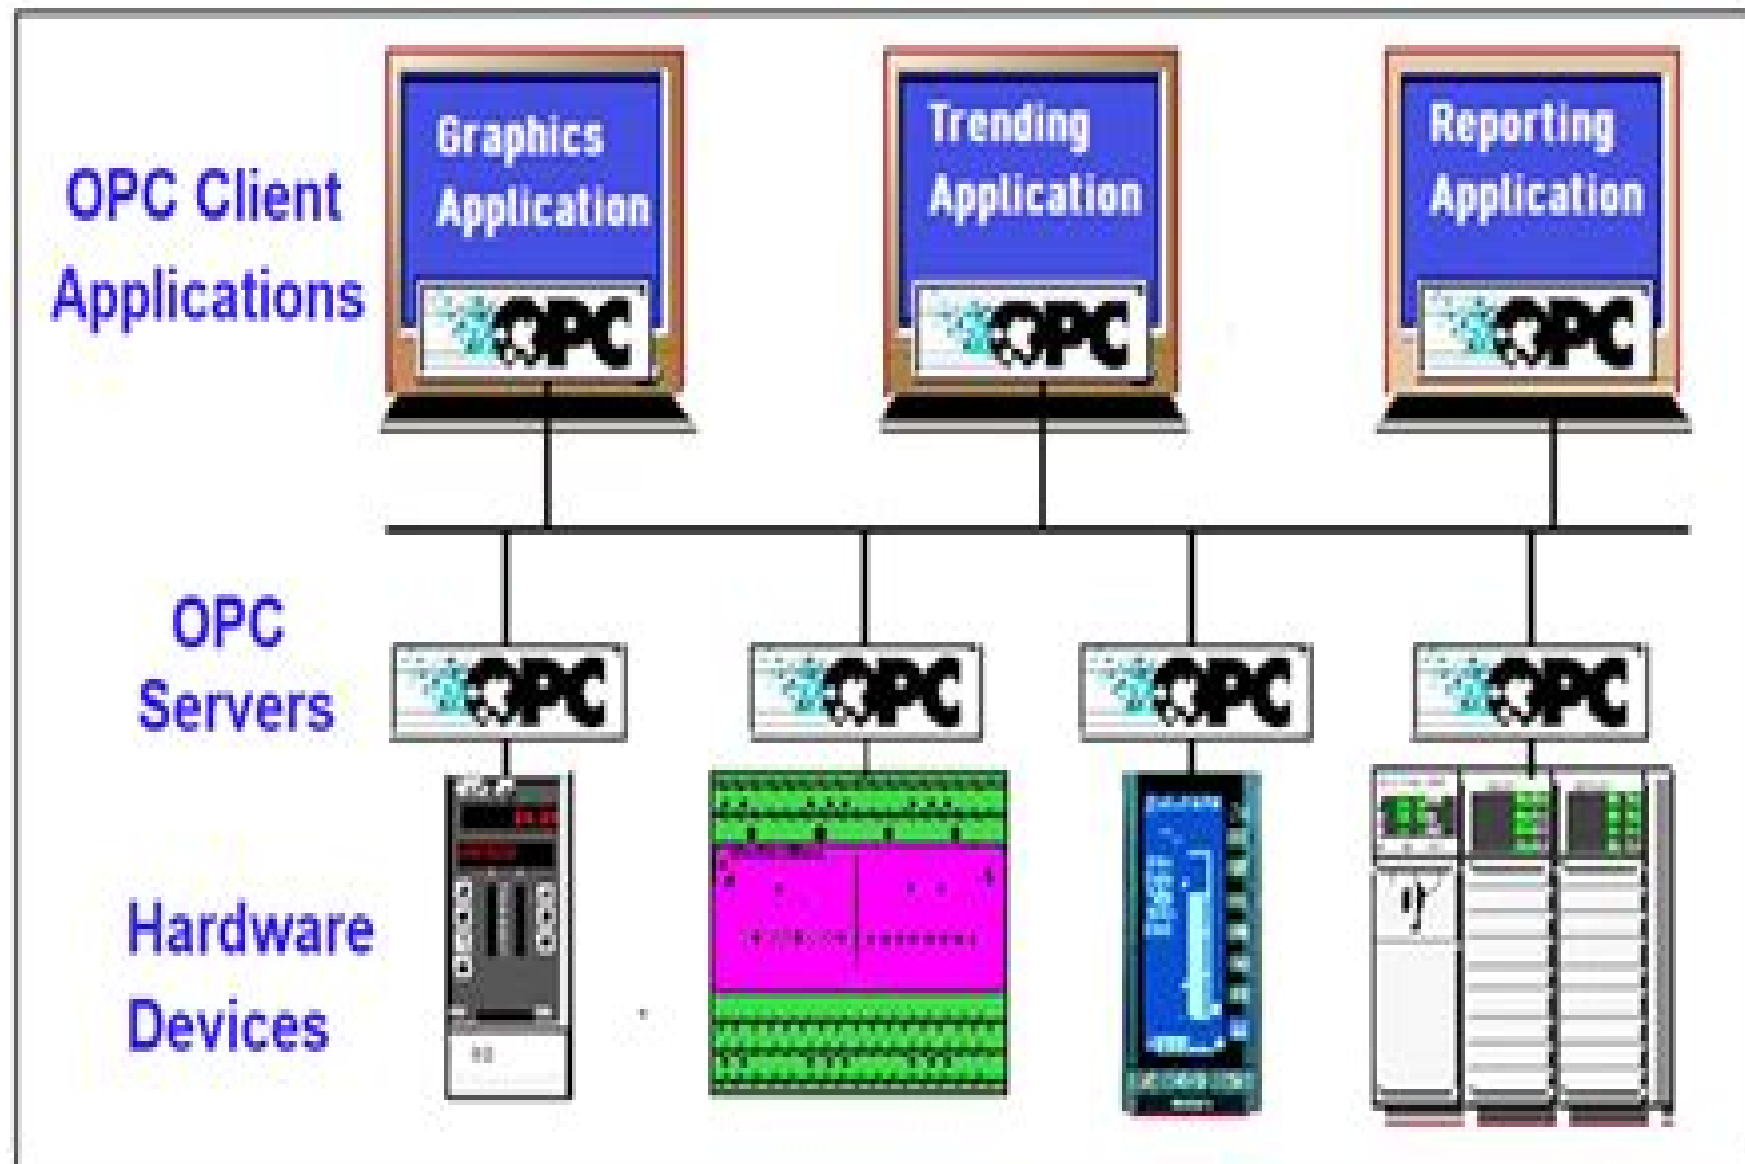 Graphics
Application
Trending
Application
Reporting
Application
OPC Client
Applications
OPC
OPC
OPC
OPC
Servers
OPC
OPC
OPC
OPC
Hardware
Devices